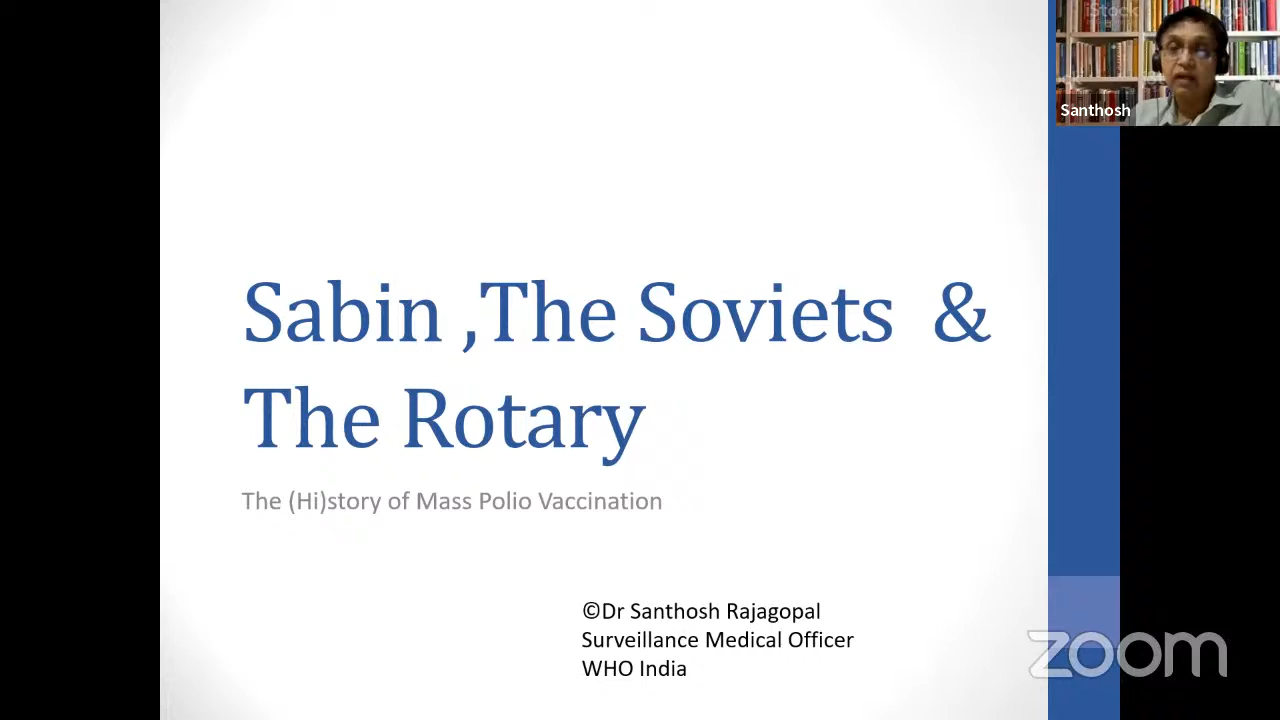 iStock
Santhosh
Sabin ,The Soviets &
The Rotary
The (Hi)story of Mass Polio Vaccination
©Dr Santhosh Rajagopal
Surveillance Medical Officer
WHO India
zoom